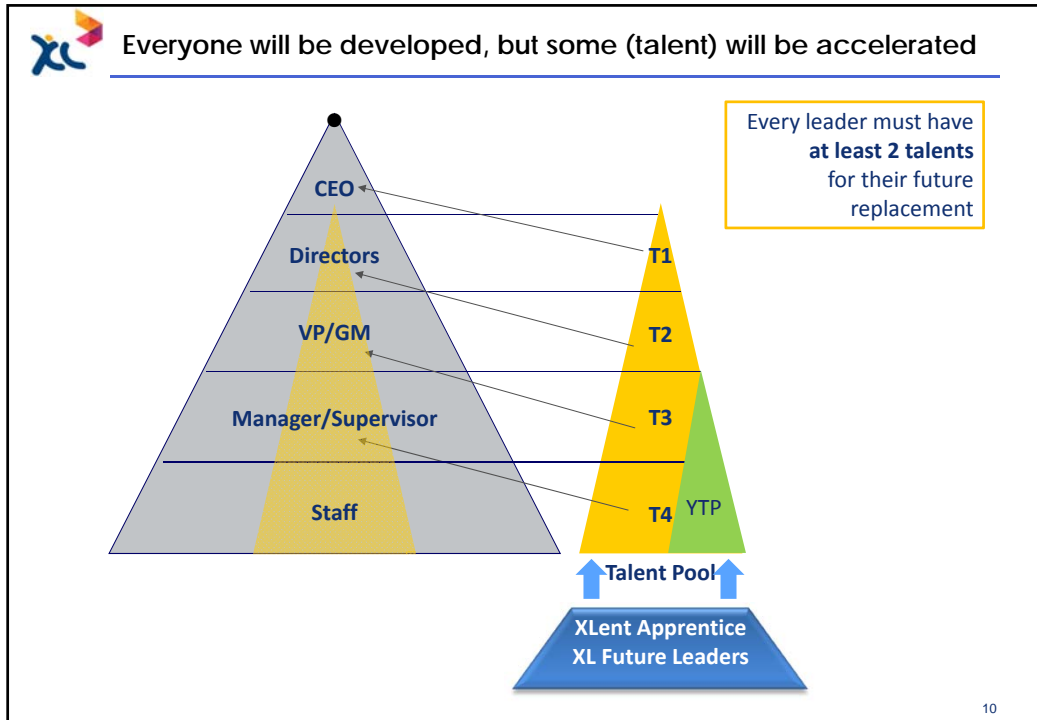 XL
Everyone will be developed, but some (talent) will be accelerated
Every leader must have
at least 2 talents
for their future
replacement
CEO
Directors
VP/GM
Manager/Supervisor
Staff
T1
T2
T3
T4
YTP
Talent Pool
XLent Apprentice
XL Future Leaders
10